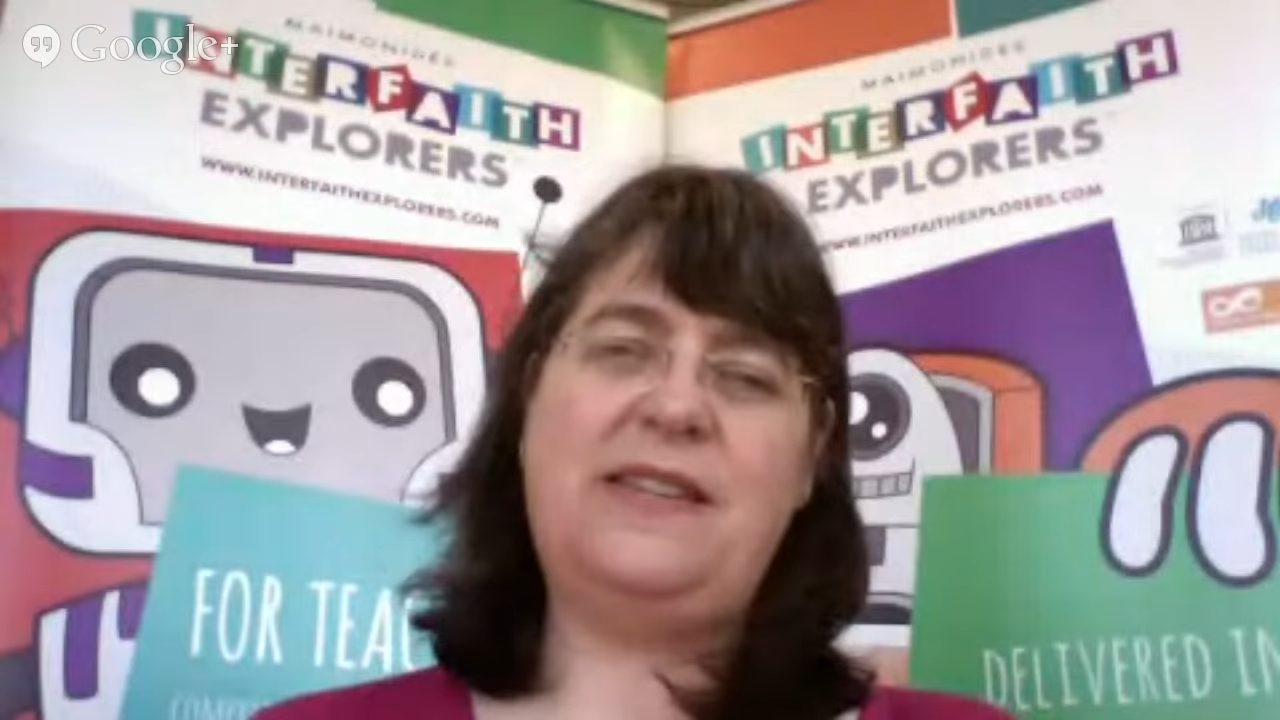 Google+
MAIMONIDES
INTERFAITH
EXPLORERS
WWW.INTERFAITHEXPLORERS.COM
FOR TEAC
MAIMONIDES
INTERFAITH
EXPLORERS
WWW.INTERFAITHEXPLORERS.COM
DELIVERED IN